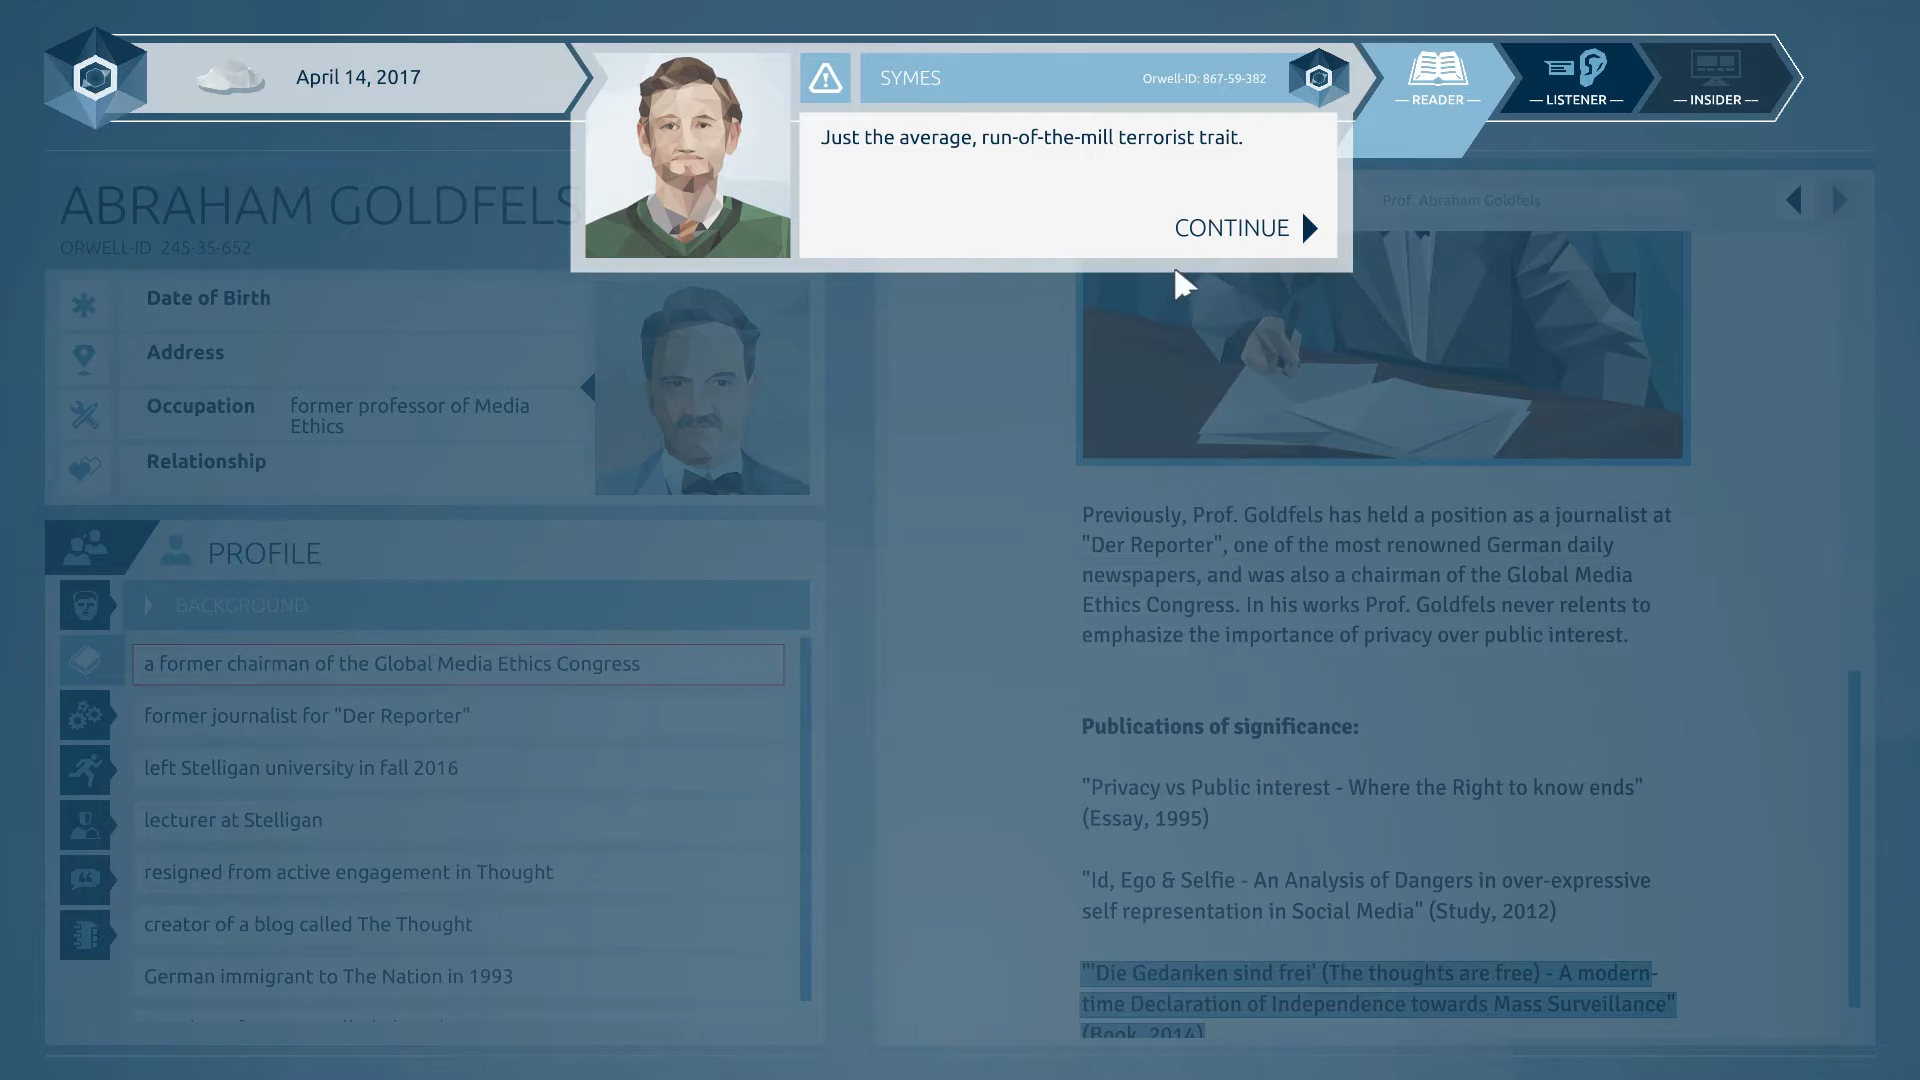 April 14, 2017
SYMES
Orwell-ID: 867-59-382
READER
LISTENER
INSIDER
Just the average, run-of-the-mill terrorist trait.
CONTINUE
ABRAHAM GOLDFELS
ORWELL-ID 245-35-652
Date of Birth
Address
Occupation former professor of Media
Ethics
Relationship
PROFILE
BACKGROUND
a former chairman of the Global Media Ethics Congress
former journalist for "Der Reporter"
left Stelligan university in fall 2016
lecturer at Stelligan
resigned from active engagement in Thought
creator of a blog called The Thought
German immigrant to The Nation in 1993
Prof. Abraham Goldfels
Previously, Prof. Goldfels has held a position as a journalist at
"Der Reporter", one of the most renowned German daily
newspapers, and was also a chairman of the Global Media
Ethics Congress. In his works Prof. Goldfels never relents to
emphasize the importance of privacy over public interest.
Publications of significance:
"Privacy vs Public interest - Where the Right to know ends"
(Essay, 1995)
"Id, Ego & Selfie - An Analysis of Dangers in over-expressive
self representation in Social Media" (Study, 2012)
"'Die Gedanken sind frei' (The thoughts are free) - A modern-
time Declaration of Independence towards Mass Surveillance"
(Book, 2014)